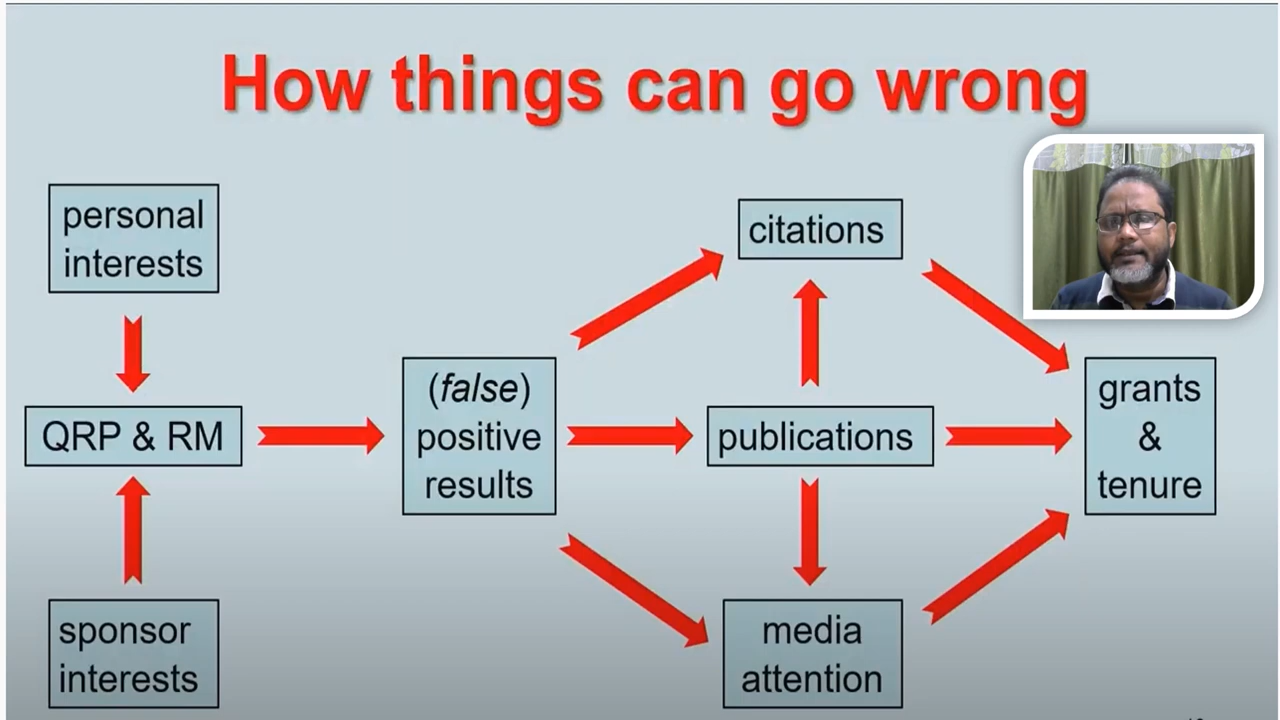 How things can go wrong
personal
interests
QRP & RM
sponsor
interests
(false)
positive
results
citations
publications
media
attention
grants
&
tenure